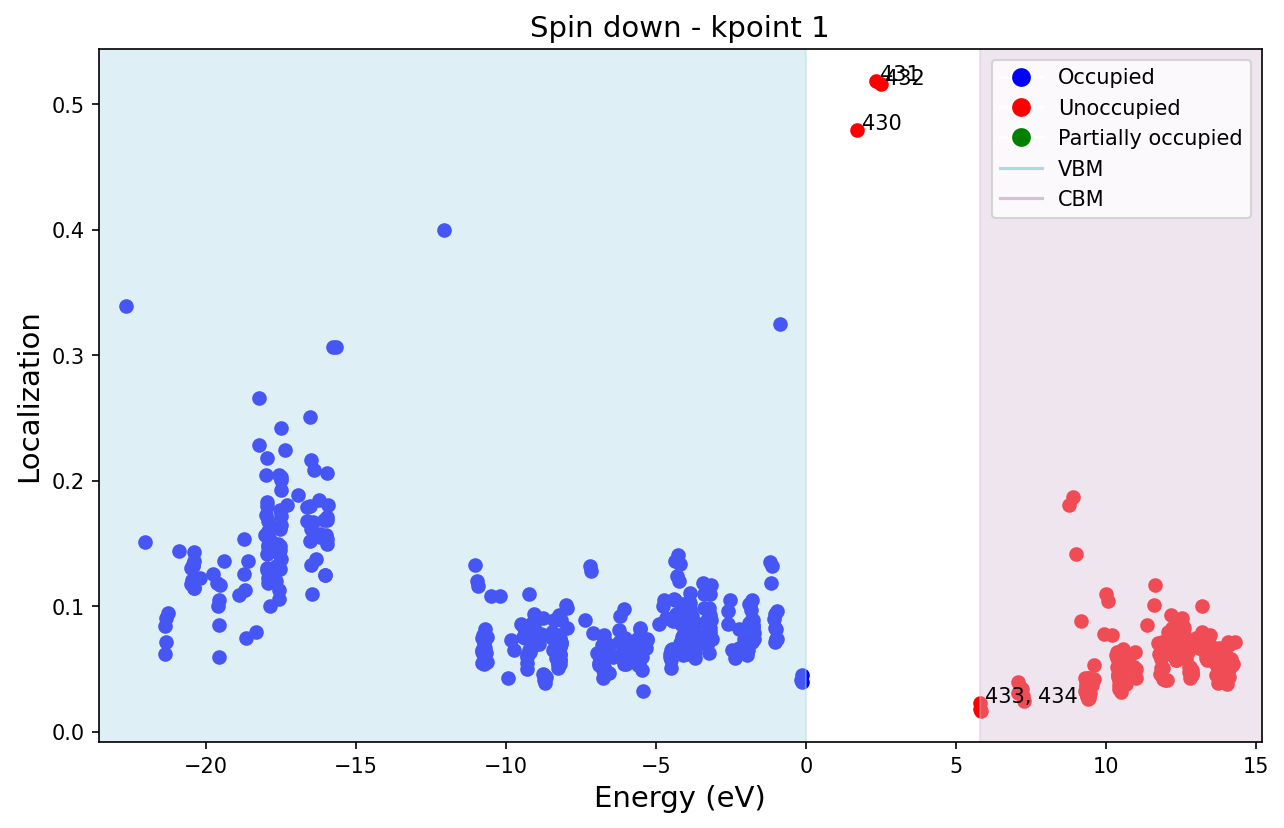 Spin down - kpoint 1
Localization
0.5
0.4
0.3
0.2
0.1
0.0
431
432
430
433, 434
Occupied
Unoccupied
Partially occupied
VBM
CBM
−20
−15
−10
−5
0
5
10
15
Energy (eV)